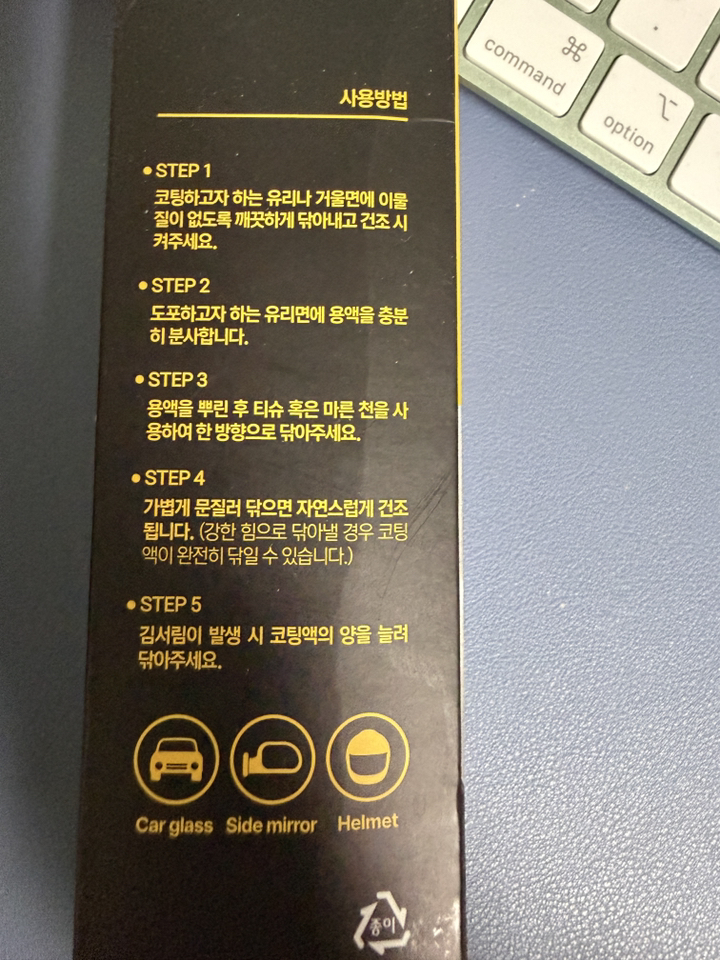 사용방법
• STEP 1
코팅하고자 하는 유리나 거울면에 이물
질이 없도록 깨끗하게 닦아내고 건조 시
켜주세요.
• STEP 2
도포하고자 하는 유리면에 용액을 충분
히 분사합니다.
• STEP 3
용액을 뿌린 후 티슈 혹은 마른 천을 사
용하여 한 방향으로 닦아주세요.
• STEP 4
가볍게 문질러 닦으면 자연스럽게 건조
됩니다. (강한 힘으로 닦아낼 경우 코팅
액이 완전히 닦일 수 있습니다.)
• STEP 5
김서림이 발생 시 코팅액의 양을 늘려
닦아주세요.
Car glass Side mirror Helmet
종이
⌘
command
⌥
option